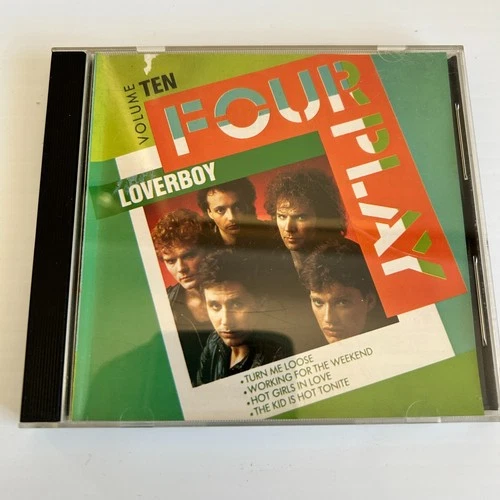 VOLUME TEN
FOUR
PLAY
LOVERBOY
•TURN ME LOOSE
•WORKING FOR THE WEEKEND
•HOT GIRLS IN LOVE
•THE KID IS HOT TONITE